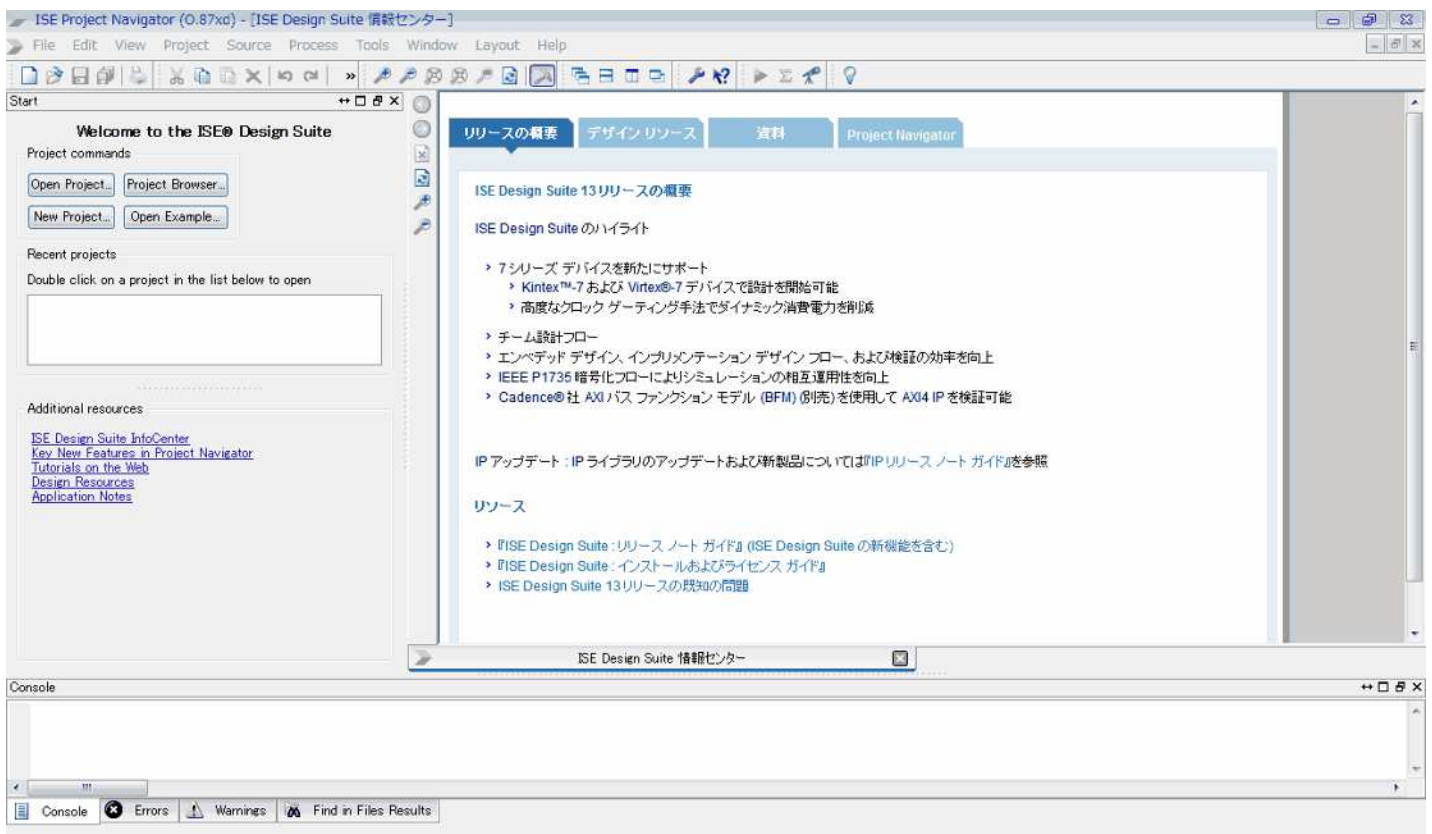 ISE Project Navigator (O.87xd) - [ISE Design Suite 情報センター]
File Edit View Project Source Process Tools Window Layout Help
Start
Welcome to the ISE® Design Suite
Project commands
Open Project... Project Browser...
New Project... Open Example...
Recent projects
Double click on a project in the list below to open
Additional resources
ISE Design Suite InfoCenter
Key New Features in Project Navigator
Tutorials on the Web
Design Resources
Application Notes
リリースの概要 デザイン リソース 資料 Project Navigator
ISE Design Suite 13 リリースの概要
ISE Design Suite のハイライト
› 7 シリーズ デバイスを新たにサポート
› Kintex™-7 および Virtex®-7 デバイスで設計を開始可能
› 高度なクロック ゲーティング手法でダイナミック消費電力を削減
› チーム設計フロー
› エンベデッド デザイン、インプリメンテーション デザイン フロー、および検証の効率を向上
› IEEE P1735 暗号化フローによりシミュレーションの相互運用性を向上
› Cadence® 社 AXI バス ファンクション モデル (BFM) (別売) を使用して AXI4 IP を検証可能
IP アップデート : IP ライブラリのアップデートおよび新製品については『IP リリース ノート ガイド』を参照
リソース
› 『ISE Design Suite : リリース ノート ガイド』 (ISE Design Suite の新機能を含む)
› 『ISE Design Suite : インストールおよびライセンス ガイド』
› ISE Design Suite 13 リリースの既知の問題
ISE Design Suite 情報センター
Console
Console Errors Warnings Find in Files Results